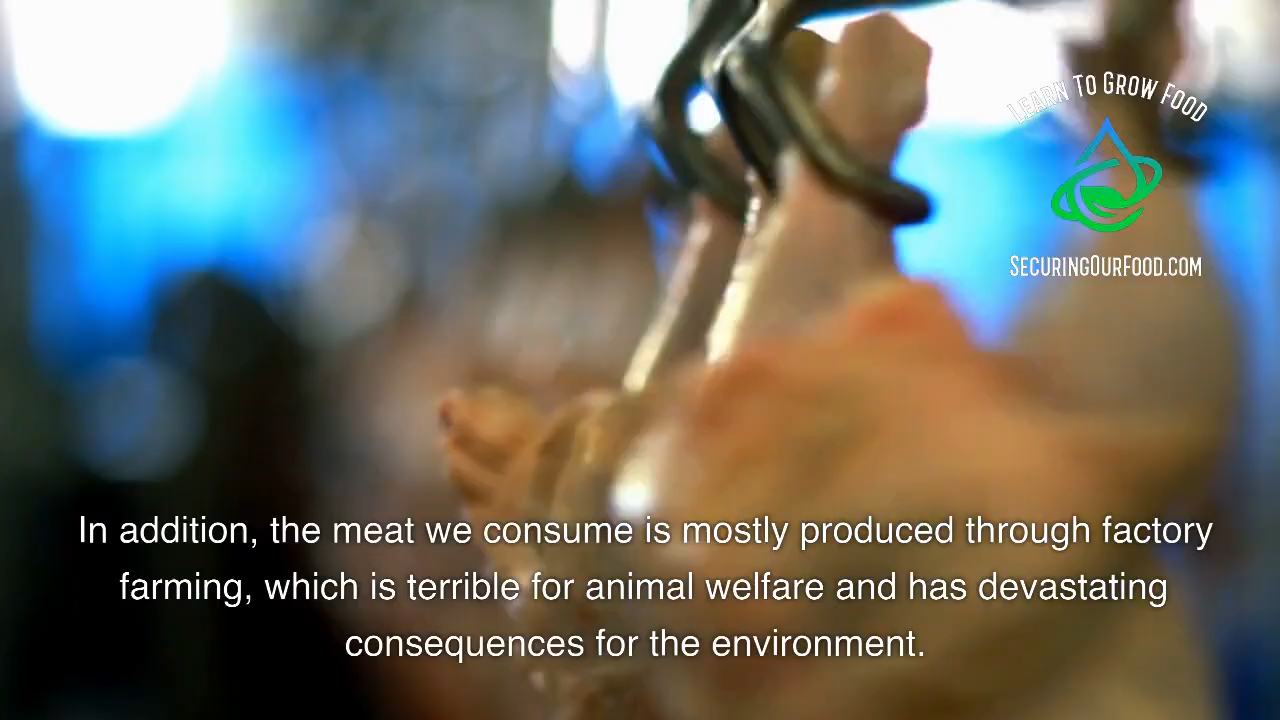 LEARN TO GROW FOOD
SECURINGOURFOOD.COM
In addition, the meat we consume is mostly produced through factory
farming, which is terrible for animal welfare and has devastating
consequences for the environment.